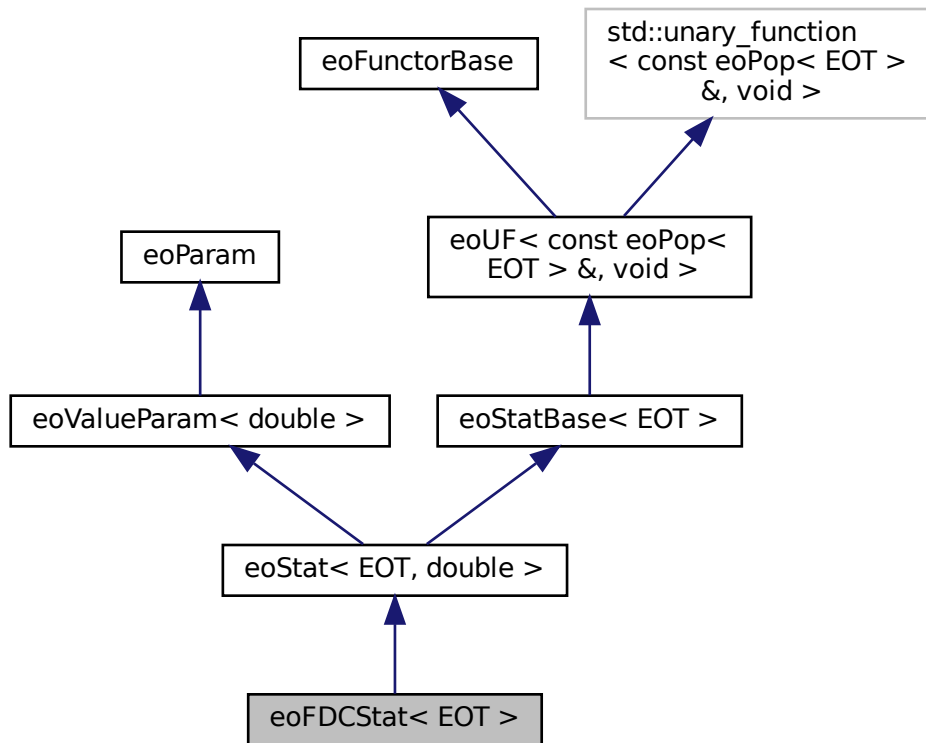 std::unary_function
< const eoPop< EOT >
&, void >
eoFunctorBase
eoUF< const eoPop<
EOT > &, void >
eoParam
eoValueParam< double >
eoStatBase< EOT >
eoStat< EOT, double >
eoFDCStat< EOT >